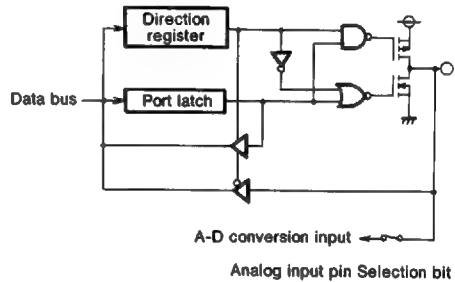 Direction
register
Data bus
Port latch
A-D conversion input
Analog input pin Selection bit